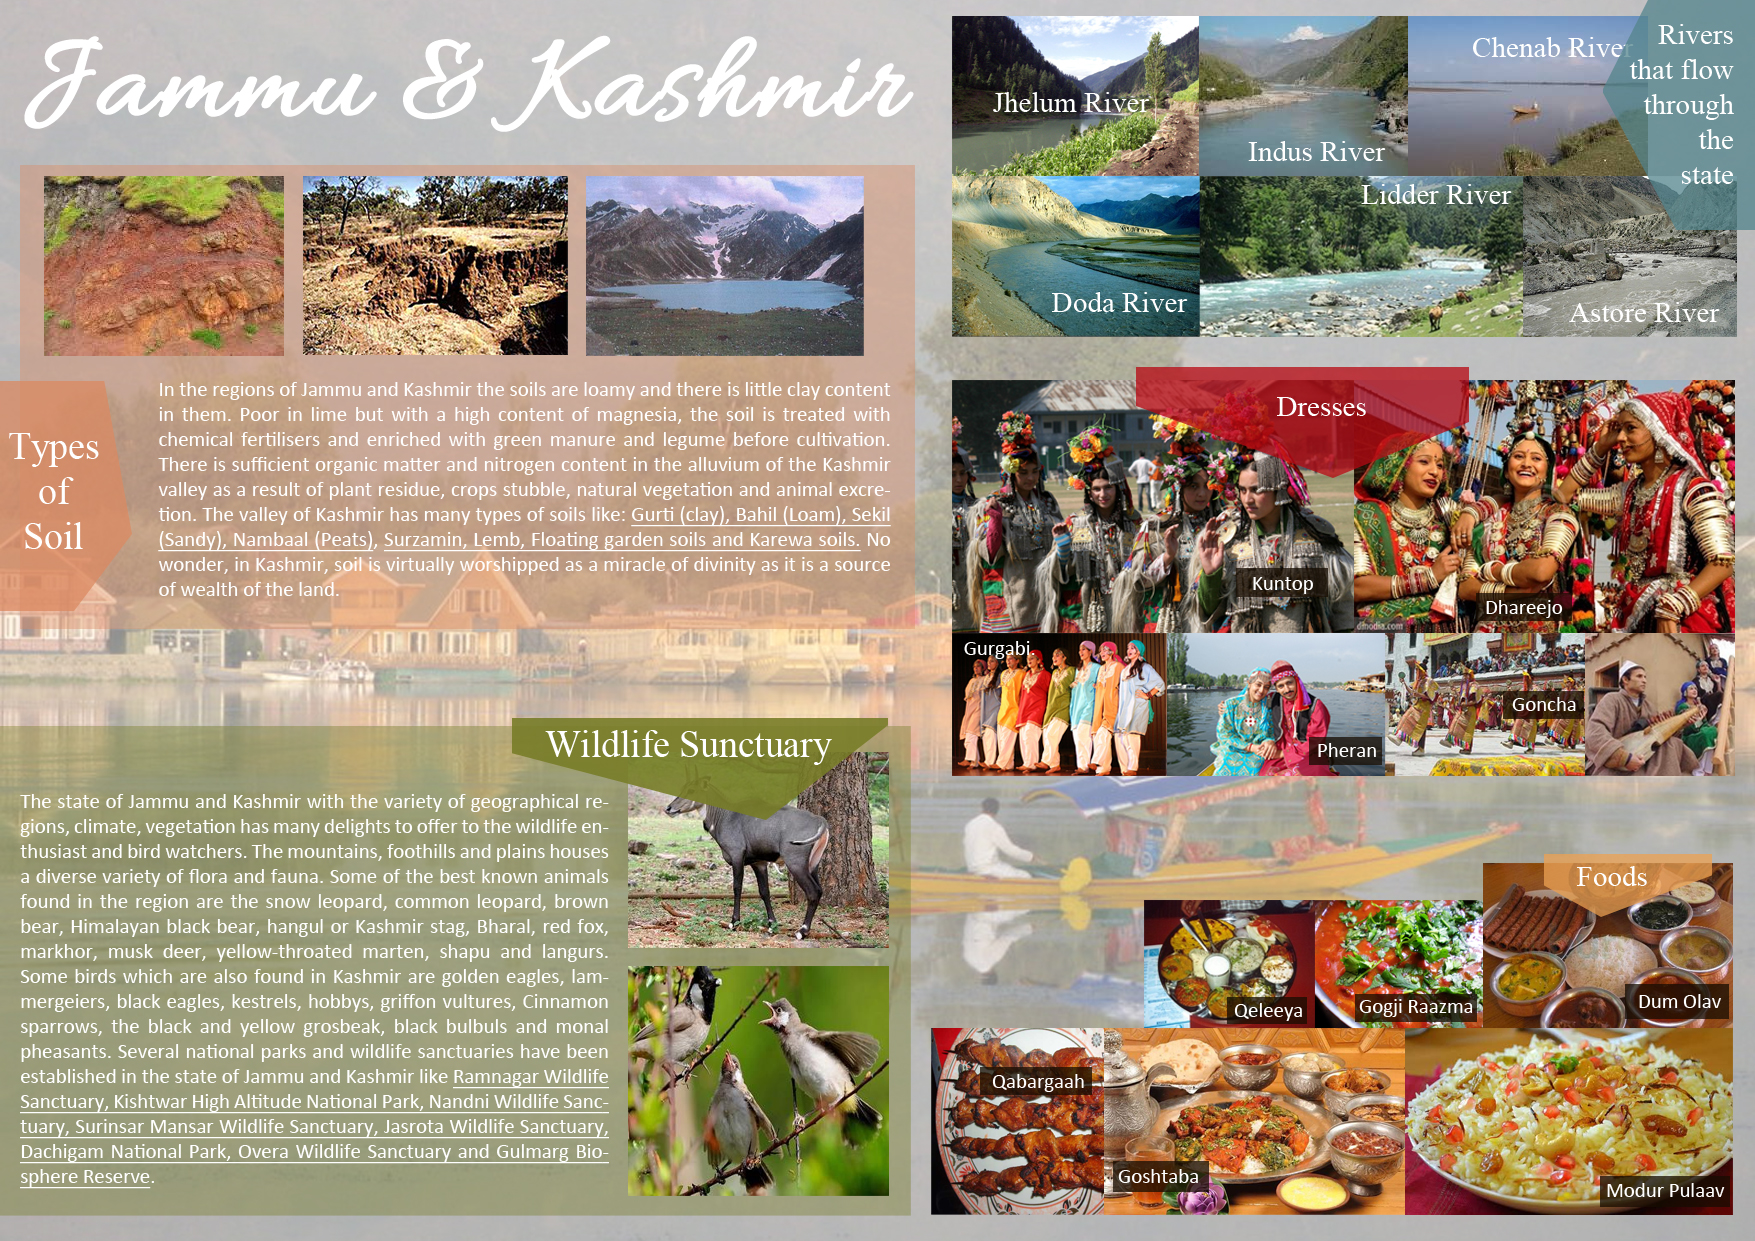 Jammu & Kashmir
In the regions of Jammu and Kashmir the soils are loamy and there is little clay content
in them. Poor in lime but with a high content of magnesia, the soil is treated with
chemical fertilisers and enriched with green manure and legume before cultivation.
There is sufficient organic matter and nitrogen content in the alluvium of the Kashmir
valley as a result of plant residue, crops stubble, natural vegetation and animal excre-
tion. The valley of Kashmir has many types of soils like: Gurti (clay), Bahil (Loam), Sekil
(Sandy), Nambaal (Peats), Surzamin, Lemb, Floating garden soils and Karewa soils. No
wonder, in Kashmir, soil is virtually worshipped as a miracle of divinity as it is a source
of wealth of the land.
Types
of
Soil
Wildlife Sunctuary
The state of Jammu and Kashmir with the variety of geographical re-
gions, climate, vegetation has many delights to offer to the wildlife en-
thusiast and bird watchers. The mountains, foothills and plains houses
a diverse variety of flora and fauna. Some of the best known animals
found in the region are the snow leopard, common leopard, brown
bear, Himalayan black bear, hangul or Kashmir stag, Bharal, red fox,
markhor, musk deer, yellow-throated marten, shapu and langurs.
Some birds which are also found in Kashmir are golden eagles, lam-
mergeiers, black eagles, kestrels, hobbys, griffon vultures, Cinnamon
sparrows, the black and yellow grosbeak, black bulbuls and monal
pheasants. Several national parks and wildlife sanctuaries have been
established in the state of Jammu and Kashmir like Ramnagar Wildlife
Sanctuary, Kishtwar High Altitude National Park, Nandni Wildlife Sanc-
tuary, Surinsar Mansar Wildlife Sanctuary, Jasrota Wildlife Sanctuary,
Dachigam National Park, Overa Wildlife Sanctuary and Gulmarg Bio-
sphere Reserve.
Rivers
that flow
through
the
state
Jhelum River
Indus River
Chenab River
Doda River
Lidder River
Astore River
Dresses
Kuntop
Dhareejo
Gurgabi.
Pheran
Goncha
Foods
Qeleeya
Gogji Raazma
Dum Olav
Qabargaah
Goshtaba
Modur Pulaav